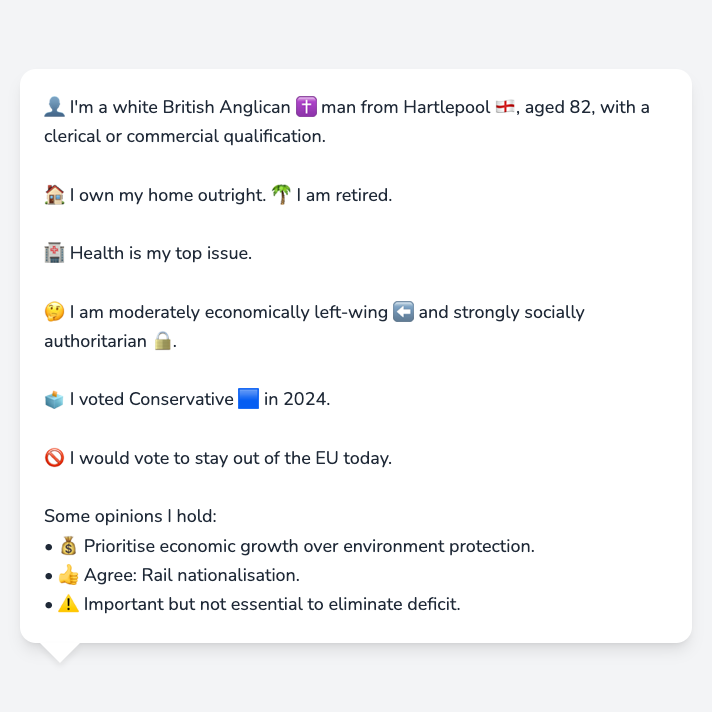 👤 I'm a white British Anglican ✝️ man from Hartlepool 🏴󠁧󠁢󠁥󠁮󠁧󠁿, aged 82, with a
clerical or commercial qualification.
🏠 I own my home outright. 🌴 I am retired.
🏥 Health is my top issue.
🤔 I am moderately economically left-wing ⬅️ and strongly socially
authoritarian 🔒.
🗳️ I voted Conservative 🟦 in 2024.
🚫 I would vote to stay out of the EU today.
Some opinions I hold:
• 💰 Prioritise economic growth over environment protection.
• 👍 Agree: Rail nationalisation.
• ⚠️ Important but not essential to eliminate deficit.